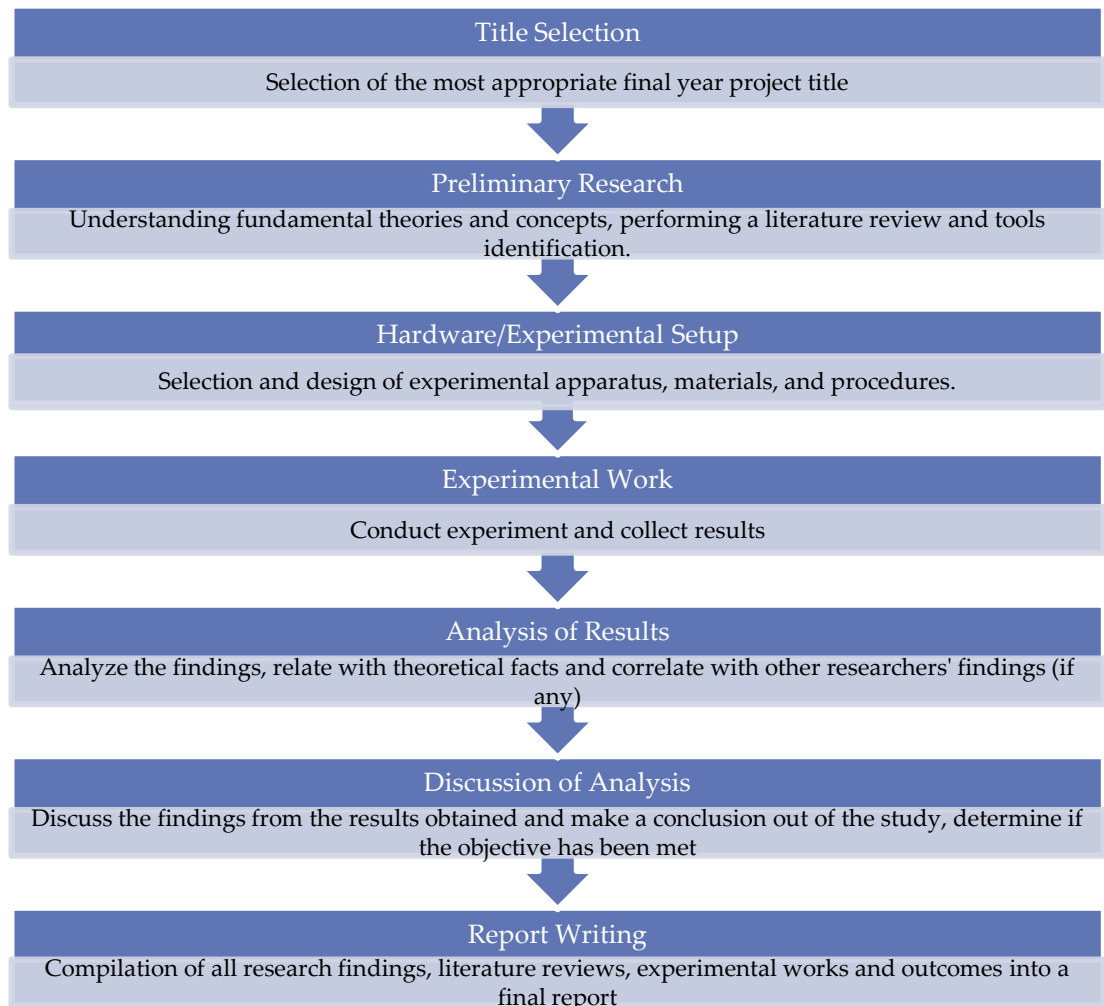 Title Selection
Selection of the most appropriate final year project title
Preliminary Research
Understanding fundamental theories and concepts, performing a literature review and tools
identification.
Hardware/Experimental Setup
Selection and design of experimental apparatus, materials, and procedures.
Experimental Work
Conduct experiment and collect results
Analysis of Results
Analyze the findings, relate with theoretical facts and correlate with other researchers' findings (if
any)
Discussion of Analysis
Discuss the findings from the results obtained and make a conclusion out of the study, determine if
the objective has been met
Report Writing
Compilation of all research findings, literature reviews, experimental works and outcomes into a
final report